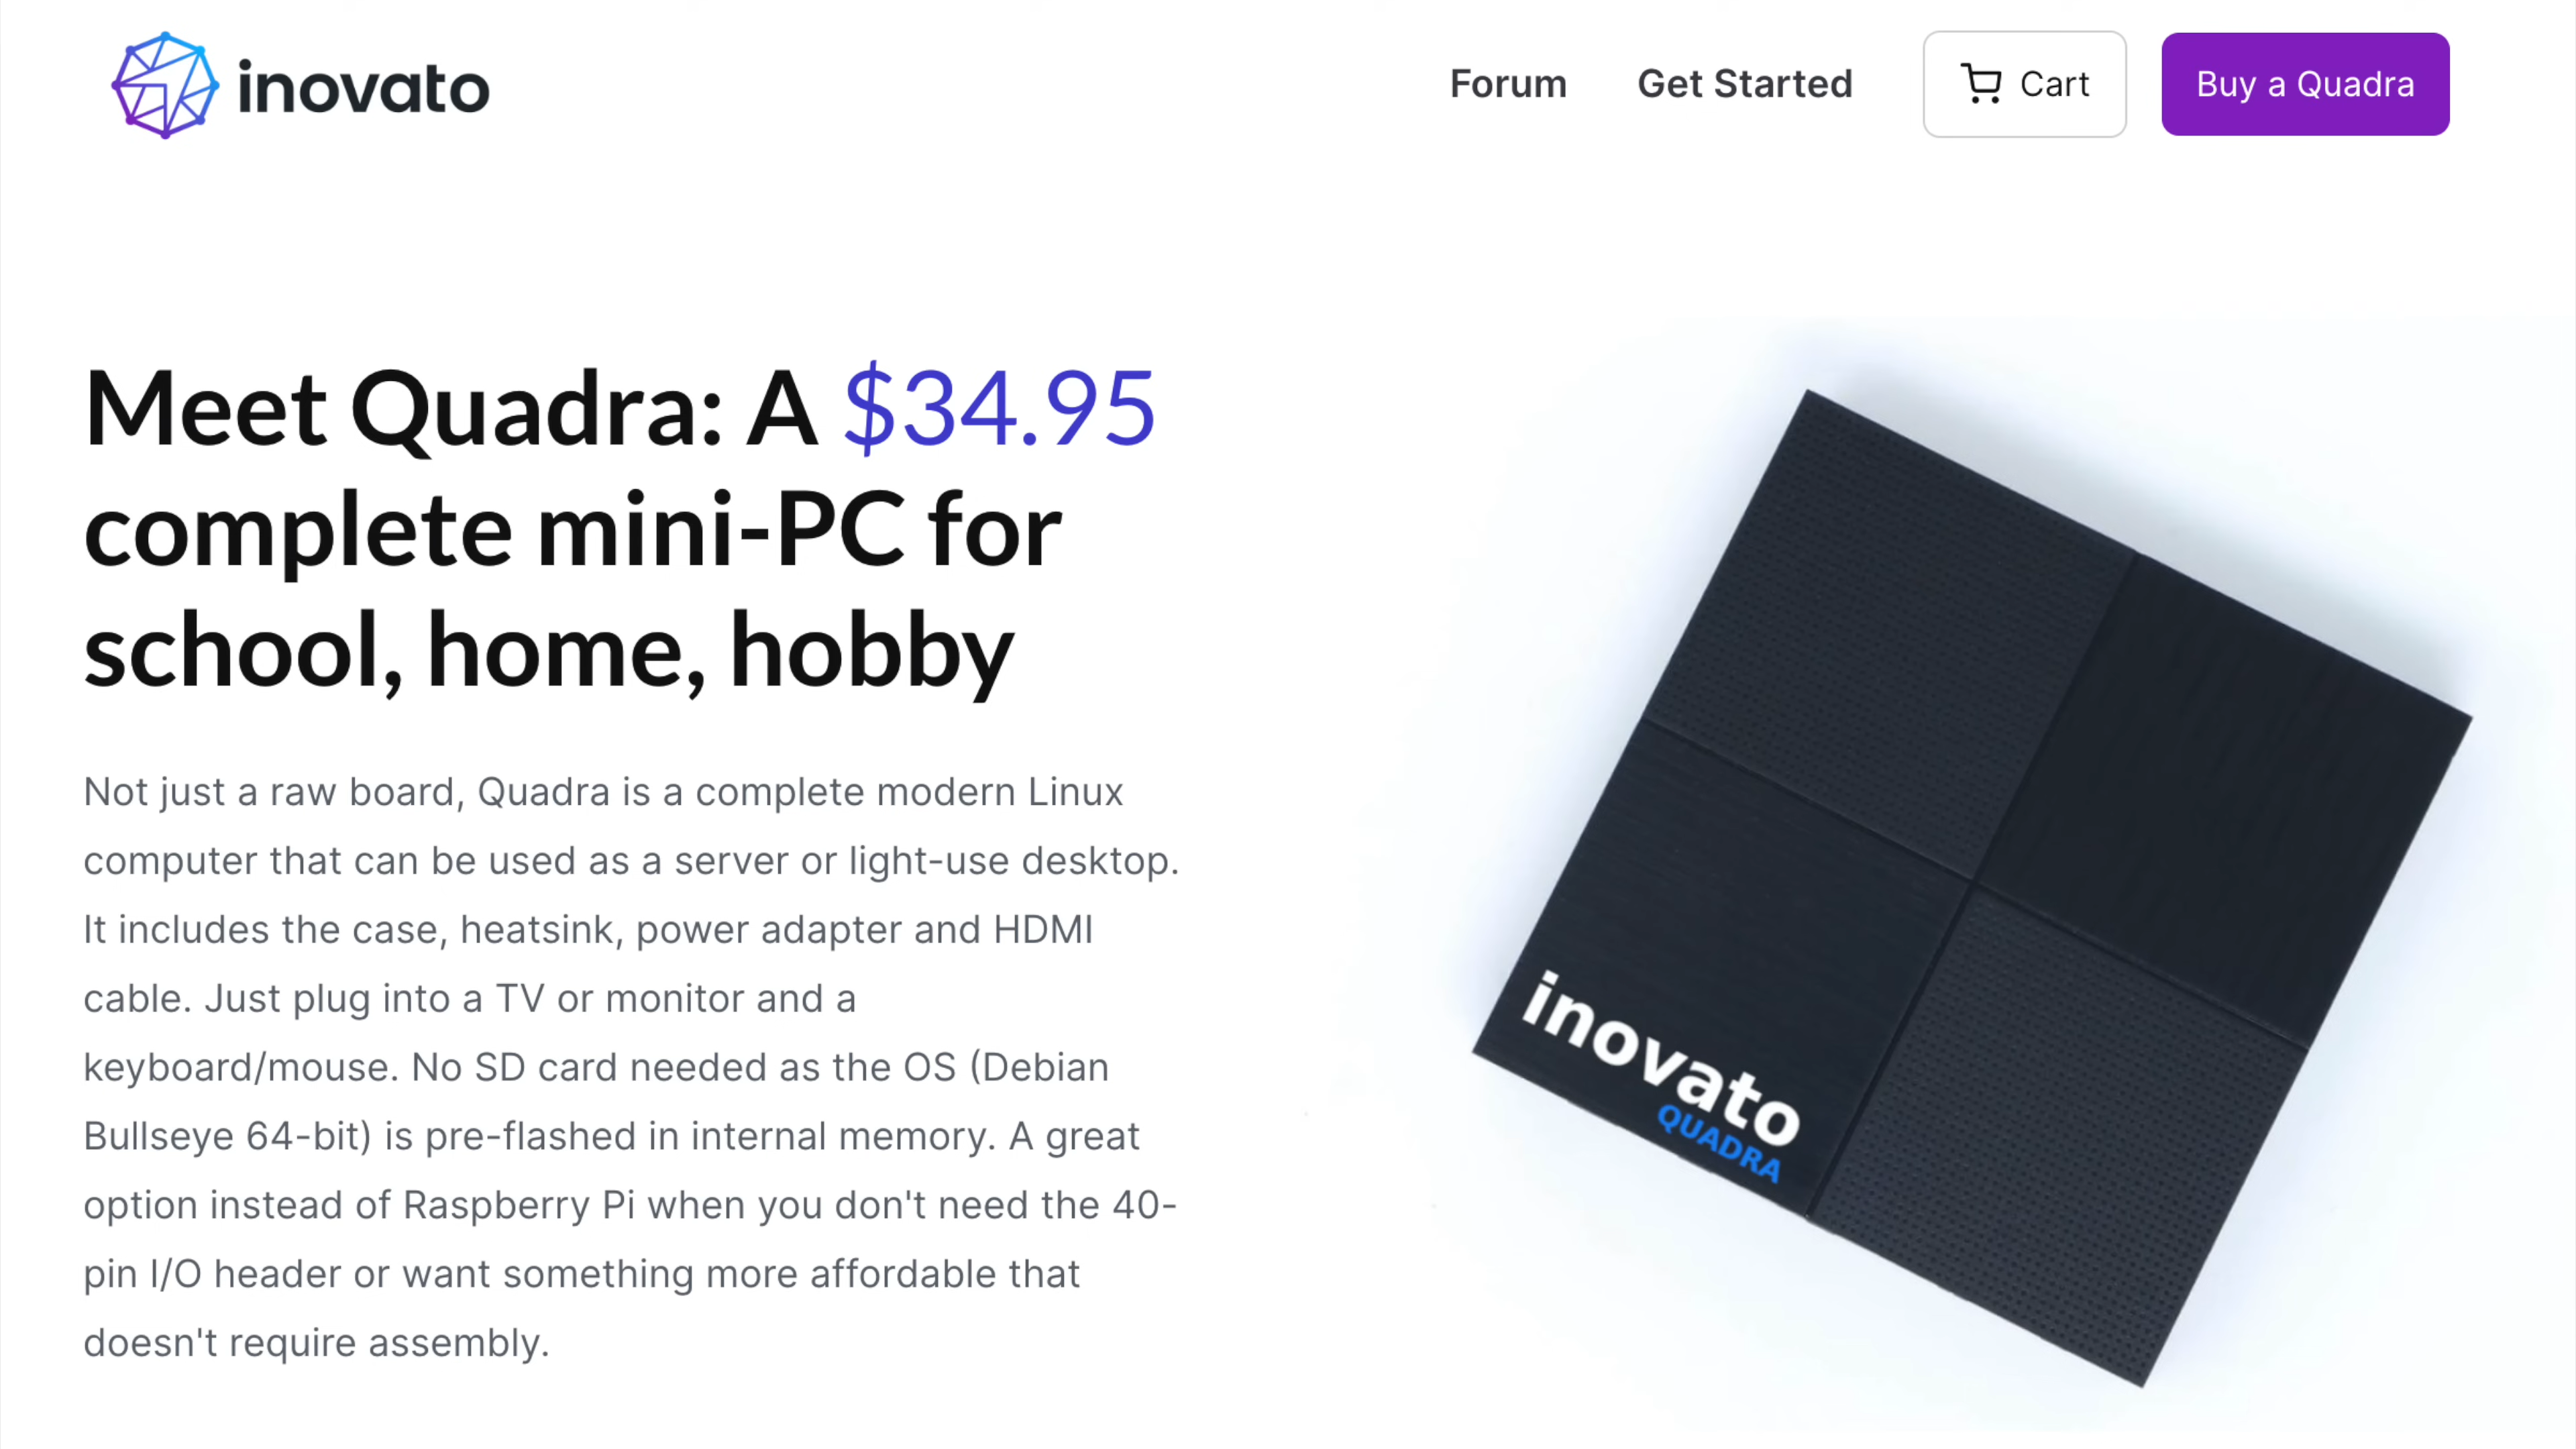 inovato
Forum
Get Started
Cart
Buy a Quadra
Meet Quadra: A $34.95
complete mini-PC for
school, home, hobby
Not just a raw board, Quadra is a complete modern Linux
computer that can be used as a server or light-use desktop.
It includes the case, heatsink, power adapter and HDMI
cable. Just plug into a TV or monitor and a
keyboard/mouse. No SD card needed as the OS (Debian
Bullseye 64-bit) is pre-flashed in internal memory. A great
option instead of Raspberry Pi when you don't need the 40-
pin I/O header or want something more affordable that
doesn't require assembly.
inovato
QUADRA